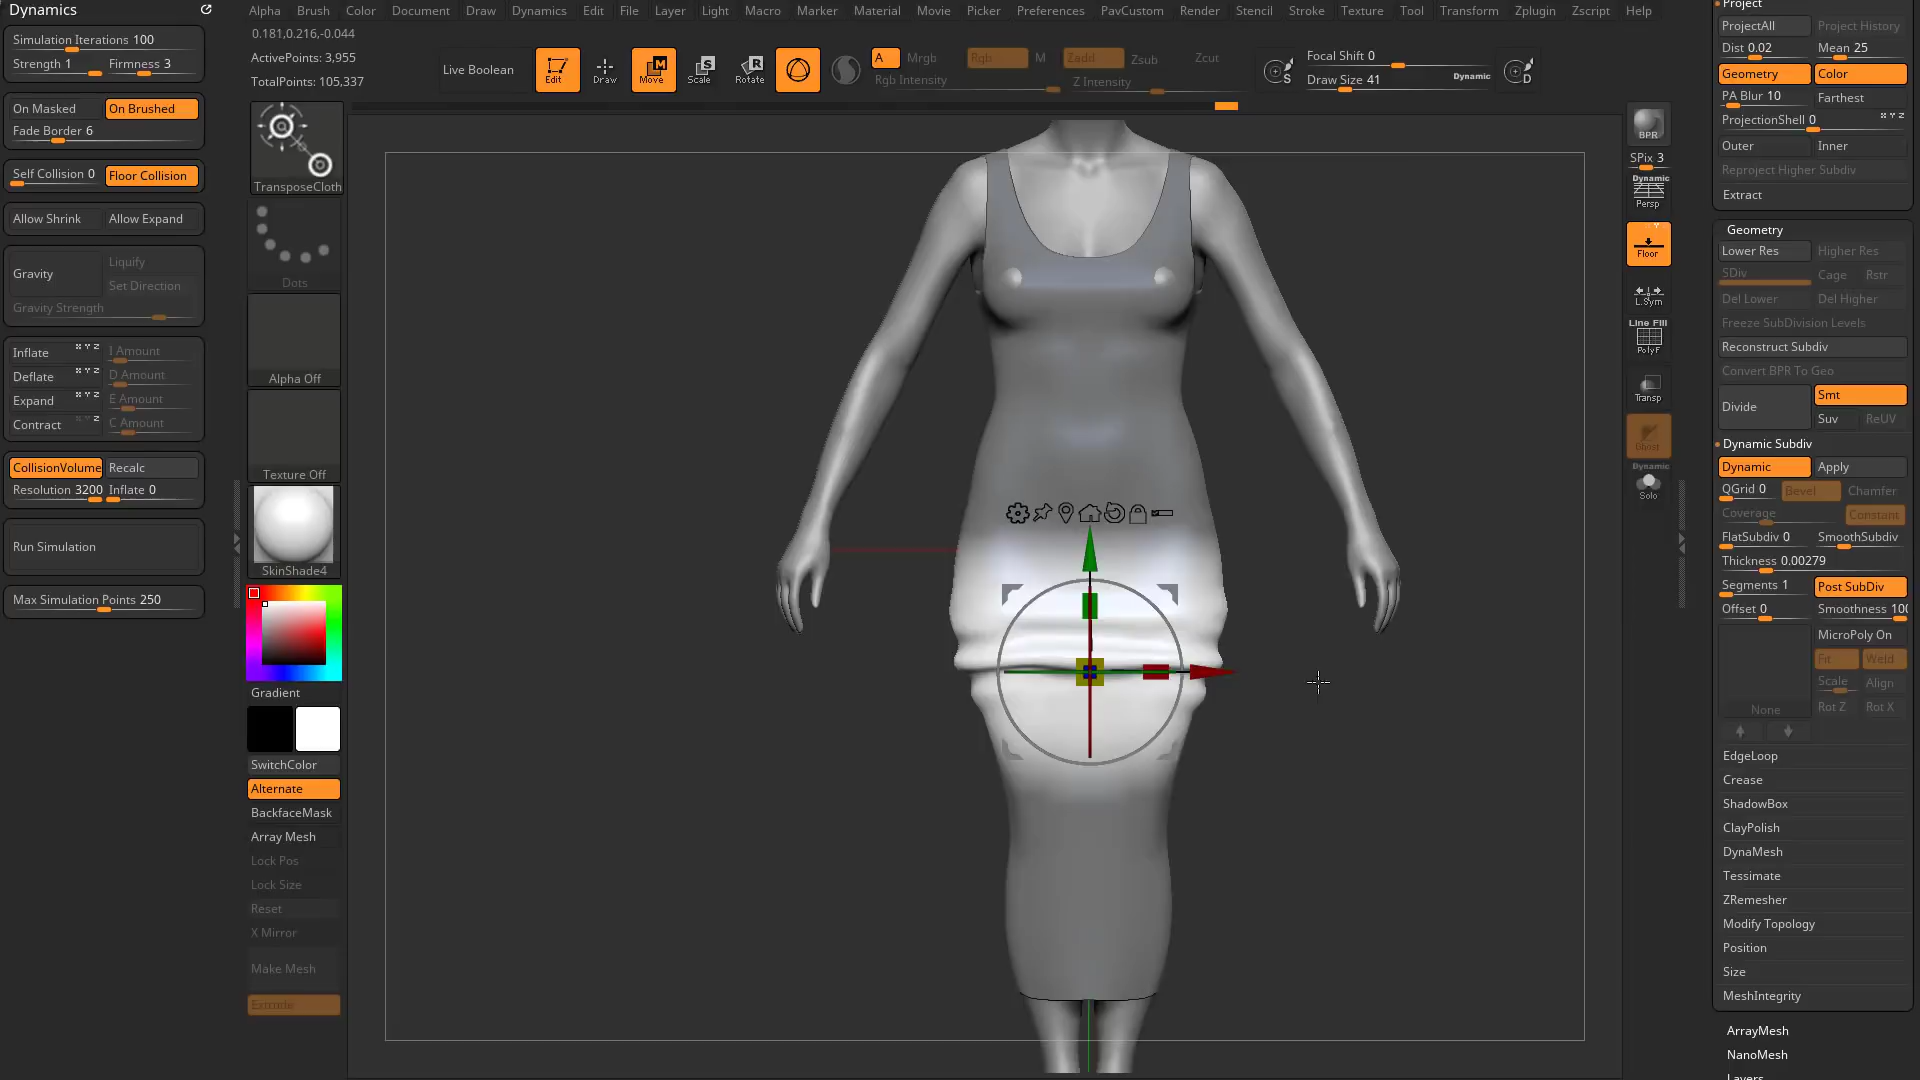 Dynamics
Simulation Iterations 100
Strength 1 Firmness 3
On Masked On Brushed
Fade Border 6
Self Collision 0 Floor Collision
Allow Shrink Allow Expand
Gravity Liquify
Set Direction
Gravity Strength
Inflate X Y Z I Amount
Deflate X Y Z D Amount
Expand X Y Z E Amount
Contract X Y Z C Amount
CollisionVolume Recalc
Resolution 3200 Inflate 0
Run Simulation
Max Simulation Points 250
Alpha Brush Color Document Draw Dynamics Edit File Layer Light Macro Marker Material Movie Picker Preferences PavCustom Render Stencil Stroke Texture Tool Transform Zplugin Zscript Help
0.181,0.216,-0.044
ActivePoints: 3,955
TotalPoints: 105,337
Live Boolean
Edit
Draw
M
Move
S
Scale
R
Rotate
A Mrgb Rgb M Zadd Zsub Zcut
Rgb Intensity Z Intensity
S
Focal Shift 0
Draw Size 41 Dynamic
D
TransposeCloth
Dots
Alpha Off
Texture Off
SkinShade4
Gradient
SwitchColor
Alternate
BackfaceMask
Array Mesh
Lock Pos
Lock Size
Reset
X Mirror
Make Mesh
Extrude
BPR
SPix 3
Dynamic
Persp
Floor
L.Sym
Line Fill
PolyF
Transp
Ghost
Dynamic
Solo
Project
ProjectAll Project History
Dist 0.02 Mean 25
Geometry Color
PA Blur 10 Farthest
ProjectionShell 0 X Y Z
Outer Inner
Reproject Higher Subdiv
Extract
Geometry
Lower Res Higher Res
SDiv Cage Rstr
Del Lower Del Higher
Freeze SubDivision Levels
Reconstruct Subdiv
Convert BPR To Geo
Divide Smt
Suv ReUV
Dynamic Subdiv
Dynamic Apply
QGrid 0 Bevel Chamfer
Coverage Constant
FlatSubdiv 0 SmoothSubdiv
Thickness 0.00279
Segments 1 Post SubDiv
Offset 0 Smoothness 100
MicroPoly On
Fit Weld
Scale Align
None Rot Z Rot X
EdgeLoop
Crease
ShadowBox
ClayPolish
DynaMesh
Tessimate
ZRemesher
Modify Topology
Position
Size
MeshIntegrity
ArrayMesh
NanoMesh
Layers